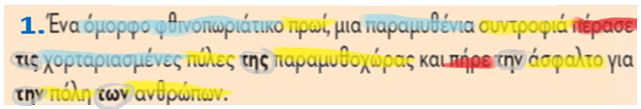 1. Ένα όμορφο φθινοπωριάτικο πρωί, μια παραμυθένια συντροφιά πέρασε
τις χορταριασμένες πύλες της παραμυθοχώρας και πήρε την άσφαλτο για
την πόλη των ανθρώπων.